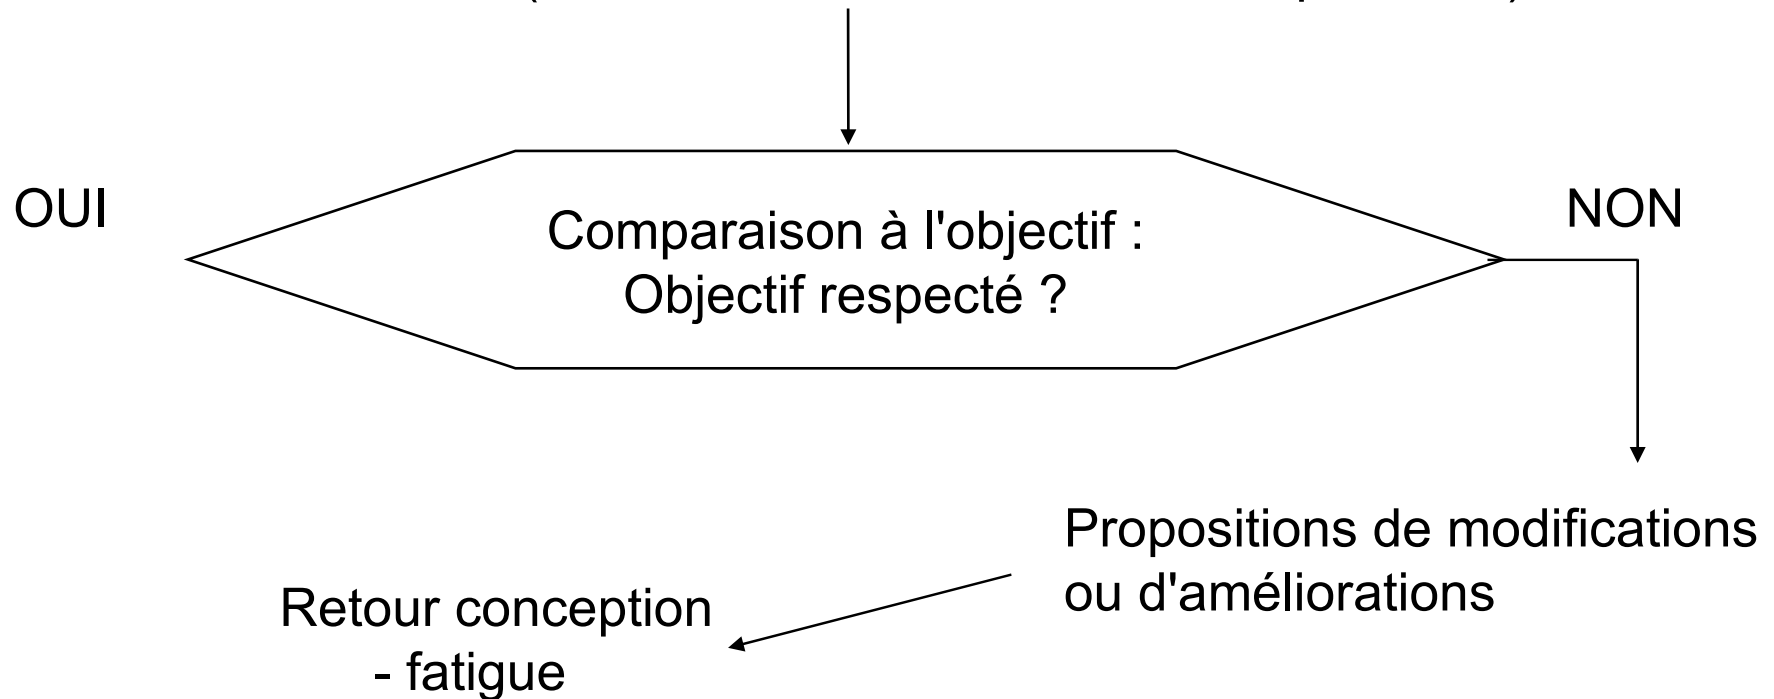 OUI
Comparaison à l'objectif :
Objectif respecté ?
NON
Propositions de modifications
ou d'améliorations
Retour conception
- fatigue